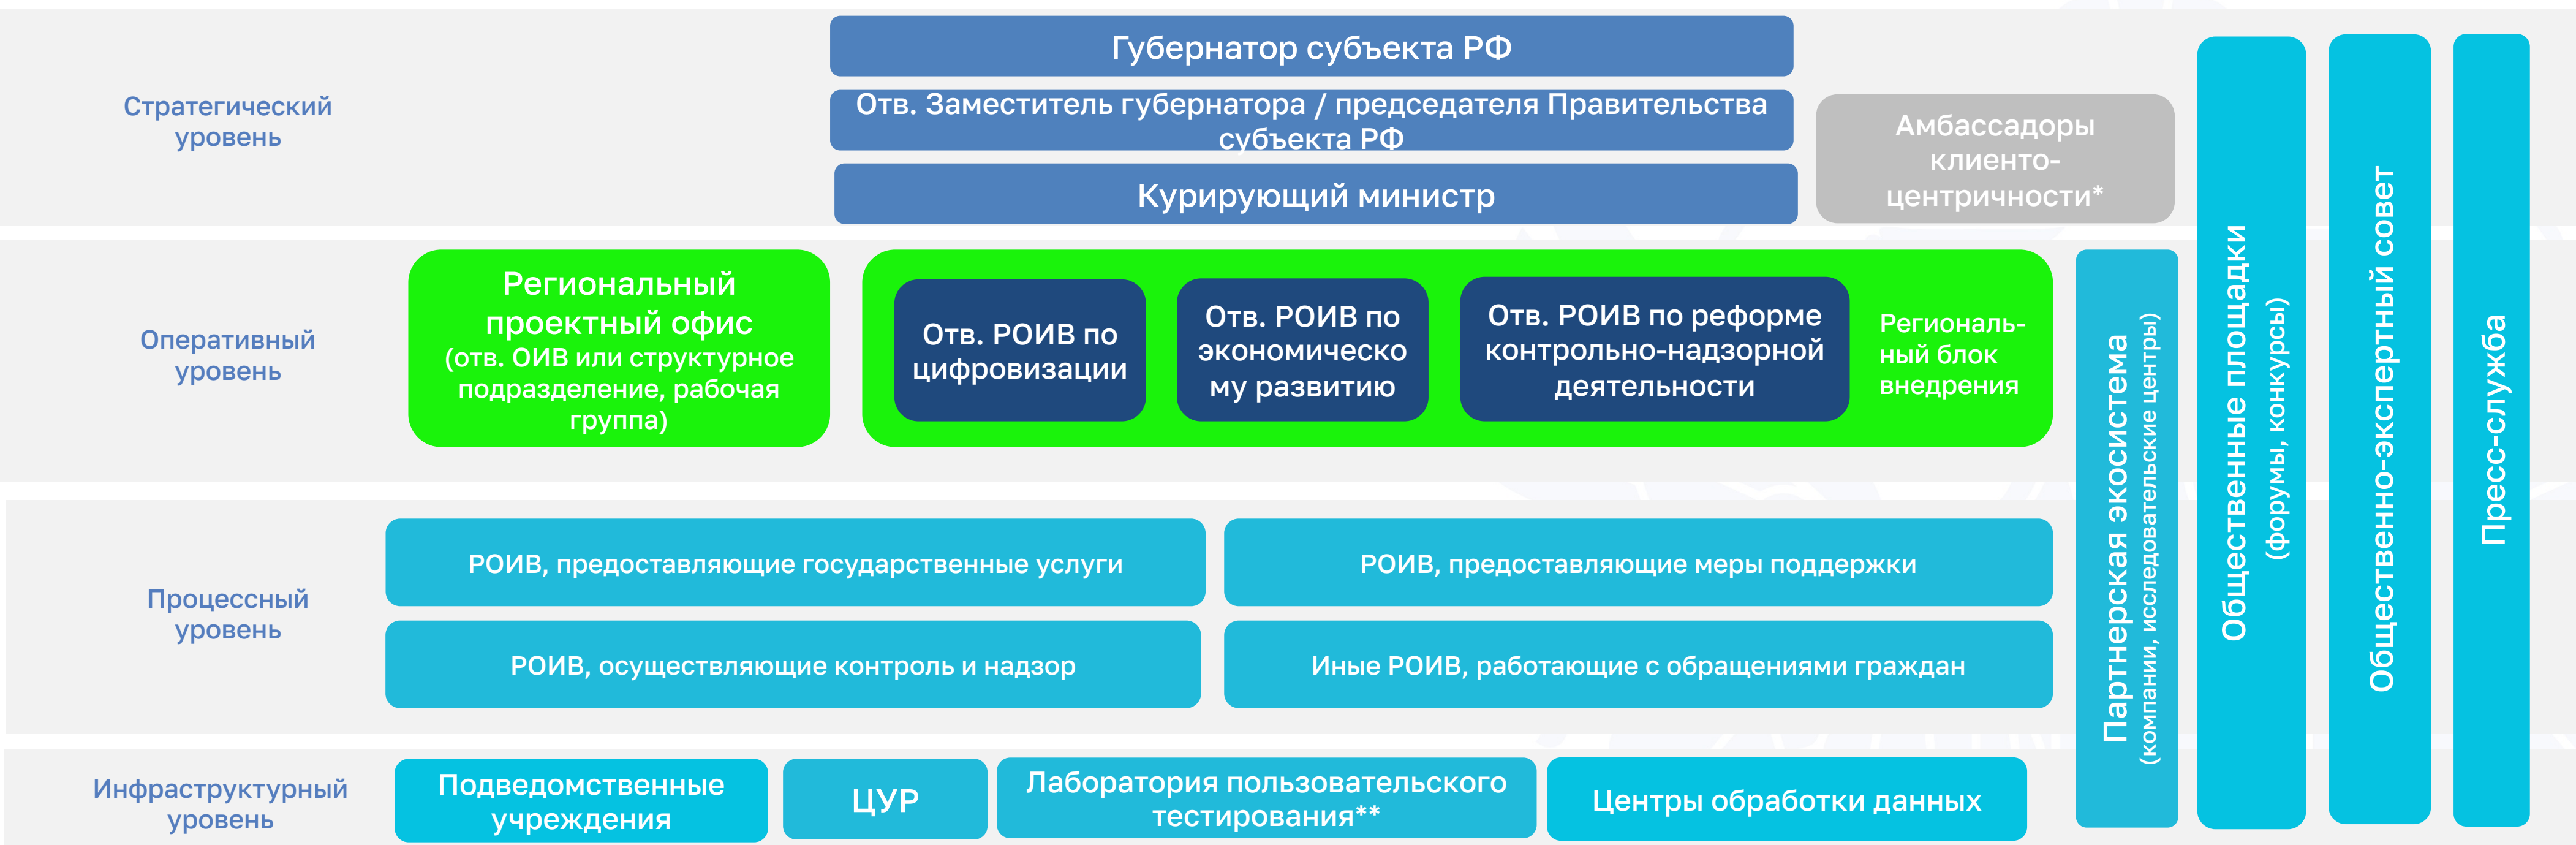 Стратегический
уровень
Губернатор субъекта РФ
Отв. Заместитель губернатора / председателя Правительства
субъекта РФ
Курирующий министр
Амбассадоры
клиенто-
центричности*
Оперативный
уровень
Региональный
проектный офис
(отв. ОИВ или структурное
подразделение, рабочая
группа)
Отв. РОИВ по
цифровизации
Отв. РОИВ по
экономическо
му развитию
Отв. РОИВ по реформе
контрольно-надзорной
деятельности
Региональ-
ный блок
внедрения
Процессный
уровень
РОИВ, предоставляющие государственные услуги
РОИВ, предоставляющие меры поддержки
РОИВ, осуществляющие контроль и надзор
Иные РОИВ, работающие с обращениями граждан
Инфраструктурный
уровень
Подведомственные
учреждения
ЦУР
Лаборатория пользовательского
тестирования**
Центры обработки данных
Партнерская экосистема
(компании, исследовательские центры)
Общественные площадки
(форумы, конкурсы)
Общественно-экспертный совет
Пресс-служба